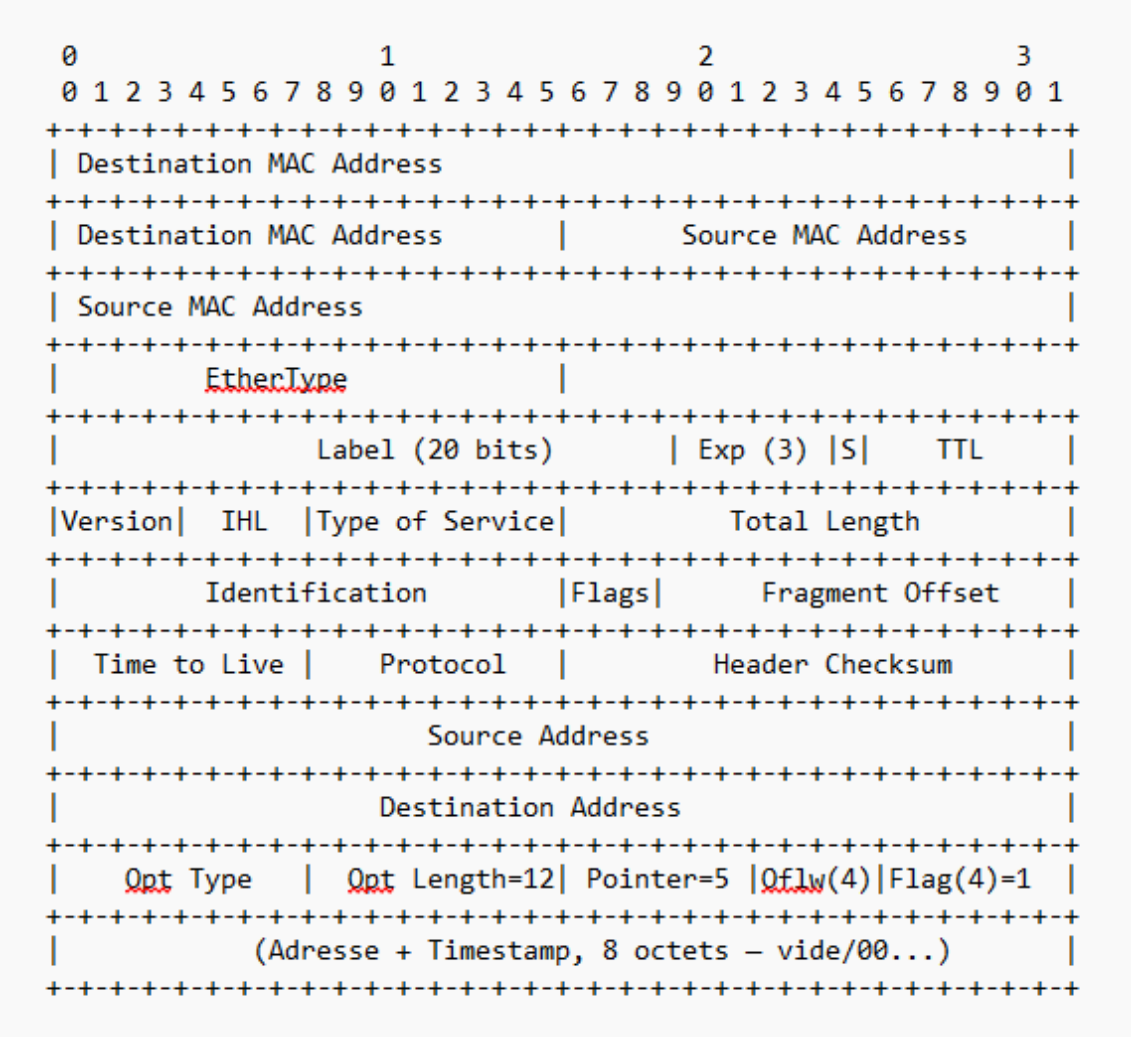 0                   1                   2                   3
0 1 2 3 4 5 6 7 8 9 0 1 2 3 4 5 6 7 8 9 0 1 2 3 4 5 6 7 8 9 0 1
+-+-+-+-+-+-+-+-+-+-+-+-+-+-+-+-+-+-+-+-+-+-+-+-+-+-+-+-+-+-+-+-+
| Destination MAC Address                                       |
+-+-+-+-+-+-+-+-+-+-+-+-+-+-+-+-+-+-+-+-+-+-+-+-+-+-+-+-+-+-+-+-+
| Destination MAC Address       |       Source MAC Address      |
+-+-+-+-+-+-+-+-+-+-+-+-+-+-+-+-+-+-+-+-+-+-+-+-+-+-+-+-+-+-+-+-+
| Source MAC Address                                            |
+-+-+-+-+-+-+-+-+-+-+-+-+-+-+-+-+-+-+-+-+-+-+-+-+-+-+-+-+-+-+-+-+
|         EtherType             |
+-+-+-+-+-+-+-+-+-+-+-+-+-+-+-+-+-+-+-+-+-+-+-+-+-+-+-+-+-+-+-+-+
|                Label (20 bits)       | Exp (3) |S|    TTL     |
+-+-+-+-+-+-+-+-+-+-+-+-+-+-+-+-+-+-+-+-+-+-+-+-+-+-+-+-+-+-+-+-+
|Version|  IHL  |Type of Service|          Total Length         |
+-+-+-+-+-+-+-+-+-+-+-+-+-+-+-+-+-+-+-+-+-+-+-+-+-+-+-+-+-+-+-+-+
|         Identification        |Flags|      Fragment Offset    |
+-+-+-+-+-+-+-+-+-+-+-+-+-+-+-+-+-+-+-+-+-+-+-+-+-+-+-+-+-+-+-+-+
|  Time to Live |    Protocol   |         Header Checksum       |
+-+-+-+-+-+-+-+-+-+-+-+-+-+-+-+-+-+-+-+-+-+-+-+-+-+-+-+-+-+-+-+-+
|                       Source Address                          |
+-+-+-+-+-+-+-+-+-+-+-+-+-+-+-+-+-+-+-+-+-+-+-+-+-+-+-+-+-+-+-+-+
|                    Destination Address                        |
+-+-+-+-+-+-+-+-+-+-+-+-+-+-+-+-+-+-+-+-+-+-+-+-+-+-+-+-+-+-+-+-+
|    Opt Type   |  Opt Length=12| Pointer=5 |Oflw(4)|Flag(4)=1  |
+-+-+-+-+-+-+-+-+-+-+-+-+-+-+-+-+-+-+-+-+-+-+-+-+-+-+-+-+-+-+-+-+
|            (Adresse + Timestamp, 8 octets – vide/00...)       |
+-+-+-+-+-+-+-+-+-+-+-+-+-+-+-+-+-+-+-+-+-+-+-+-+-+-+-+-+-+-+-+-+